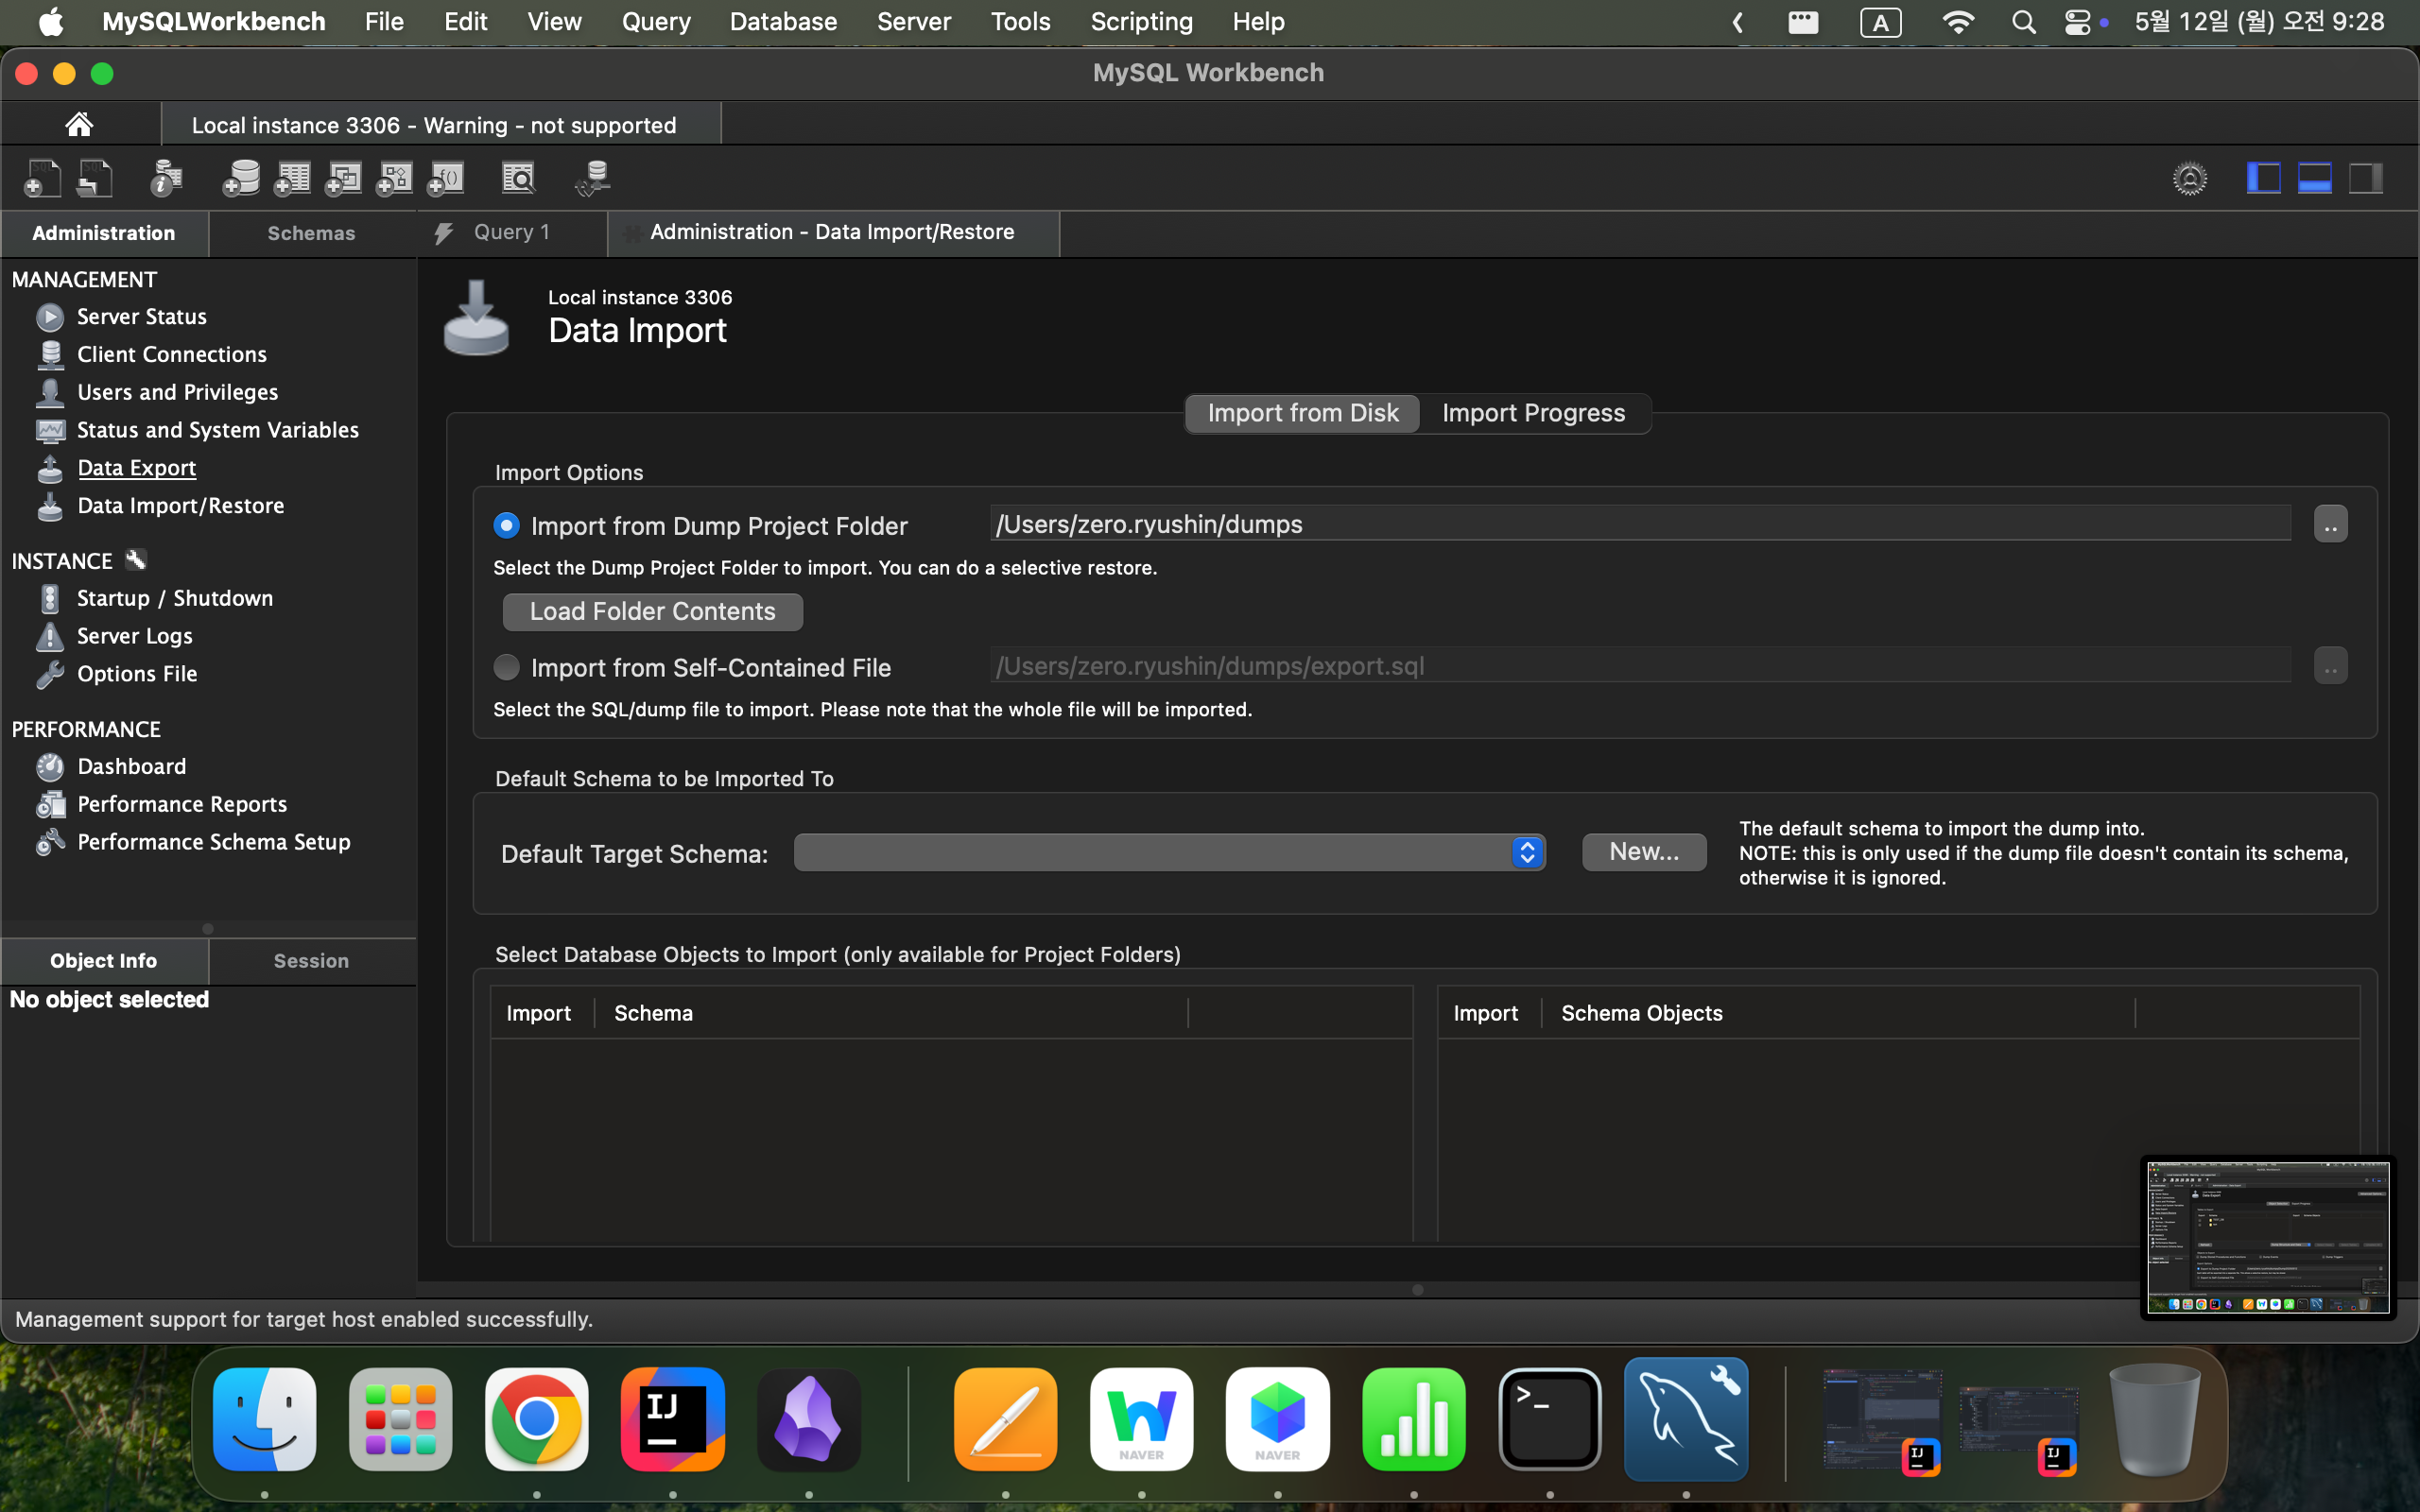 MySQLWorkbench File Edit View Query Database Server Tools Scripting Help A 5월 12일 (월) 오전 9:28
MySQL Workbench
Local instance 3306 - Warning - not supported
Administration Schemas Query 1 Administration - Data Import/Restore
MANAGEMENT
Server Status
Client Connections
Users and Privileges
Status and System Variables
Data Export
Data Import/Restore
INSTANCE
Startup / Shutdown
Server Logs
Options File
PERFORMANCE
Dashboard
Performance Reports
Performance Schema Setup
Object Info Session
No object selected
Local instance 3306
Data Import
Import from Disk Import Progress
Import Options
Import from Dump Project Folder /Users/zero.ryushin/dumps ..
Select the Dump Project Folder to import. You can do a selective restore.
Load Folder Contents
Import from Self-Contained File /Users/zero.ryushin/dumps/export.sql ..
Select the SQL/dump file to import. Please note that the whole file will be imported.
Default Schema to be Imported To
Default Target Schema: New...
The default schema to import the dump into.
NOTE: this is only used if the dump file doesn't contain its schema,
otherwise it is ignored.
Select Database Objects to Import (only available for Project Folders)
Import Schema
Import Schema Objects
Management support for target host enabled successfully.
IJ
NAVER
NAVER
>_
IJ
IJ